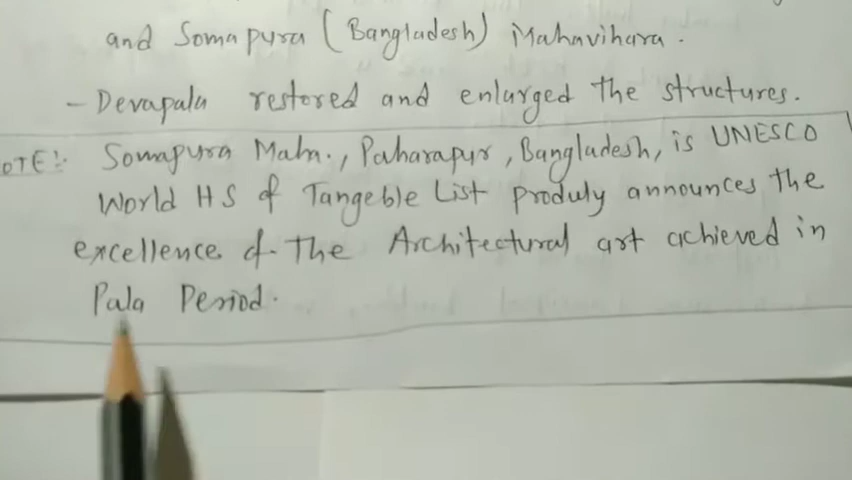 and Somapura (Bangladesh) Mahavihara.
- Devapala restored and enlarged the structures.
OTE:- Somapura Maha., Paharapur, Bangladesh, is UNESCO
World HS of Tangeble List produly announces the
excellence of The Architectural art achieved in
Pala Period.